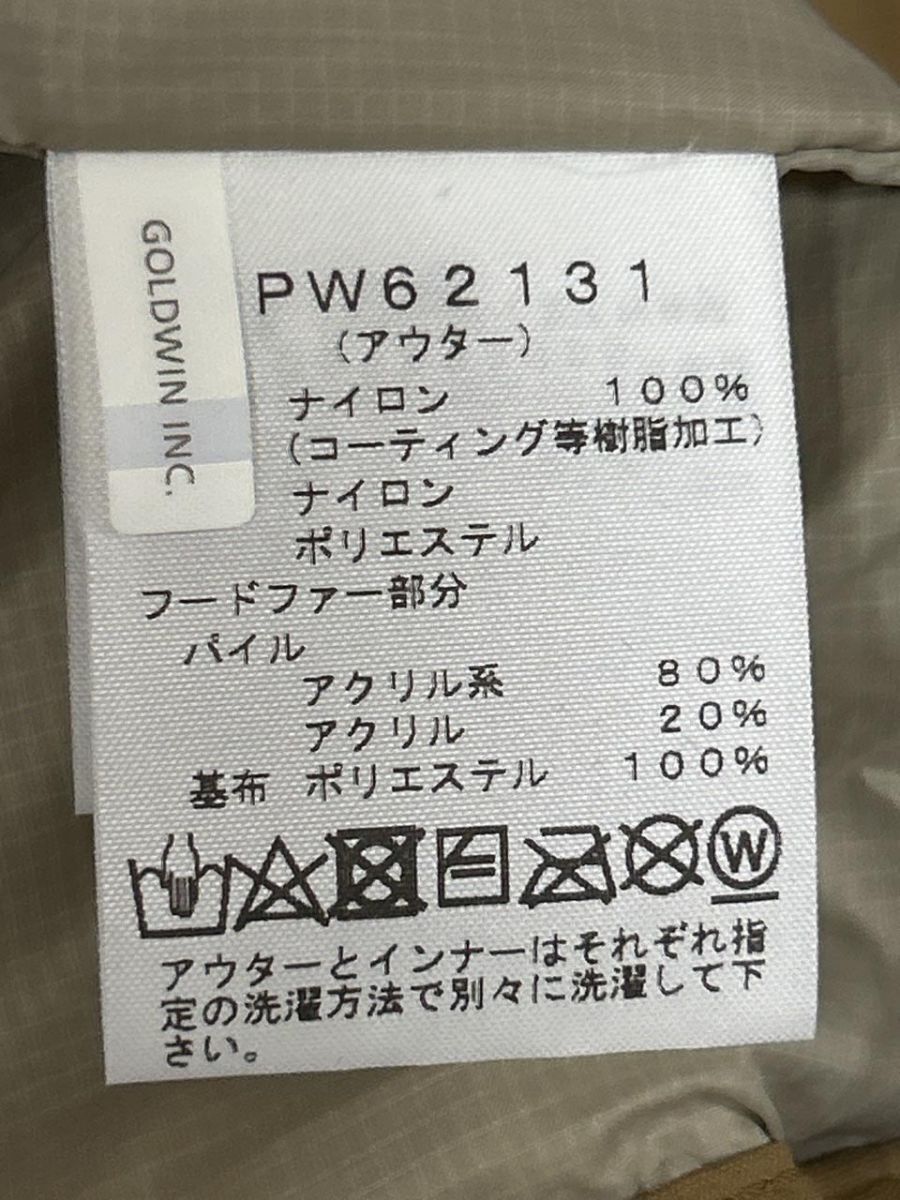 GOLDWIN INC.
PW62131
(アウター)
ナイロン 100%
(コーティング等樹脂加工)
ナイロン
ポリエステル
フードファー部分
パイル
アクリル系 80%
アクリル 20%
基布 ポリエステル 100%
W
アウターとインナーはそれぞれ指
定の洗濯方法で別々に洗濯して下
さい。